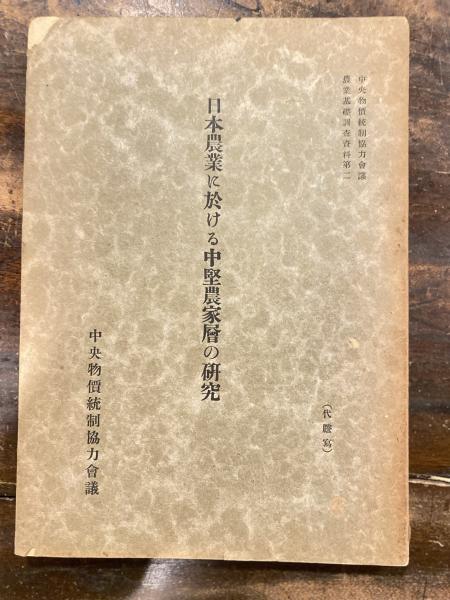 中央物價統制協力會議
農業基礎調査資料第二
(代謄寫)
日本農業に於ける中堅農家層の硏究
中央物價統制協力會議